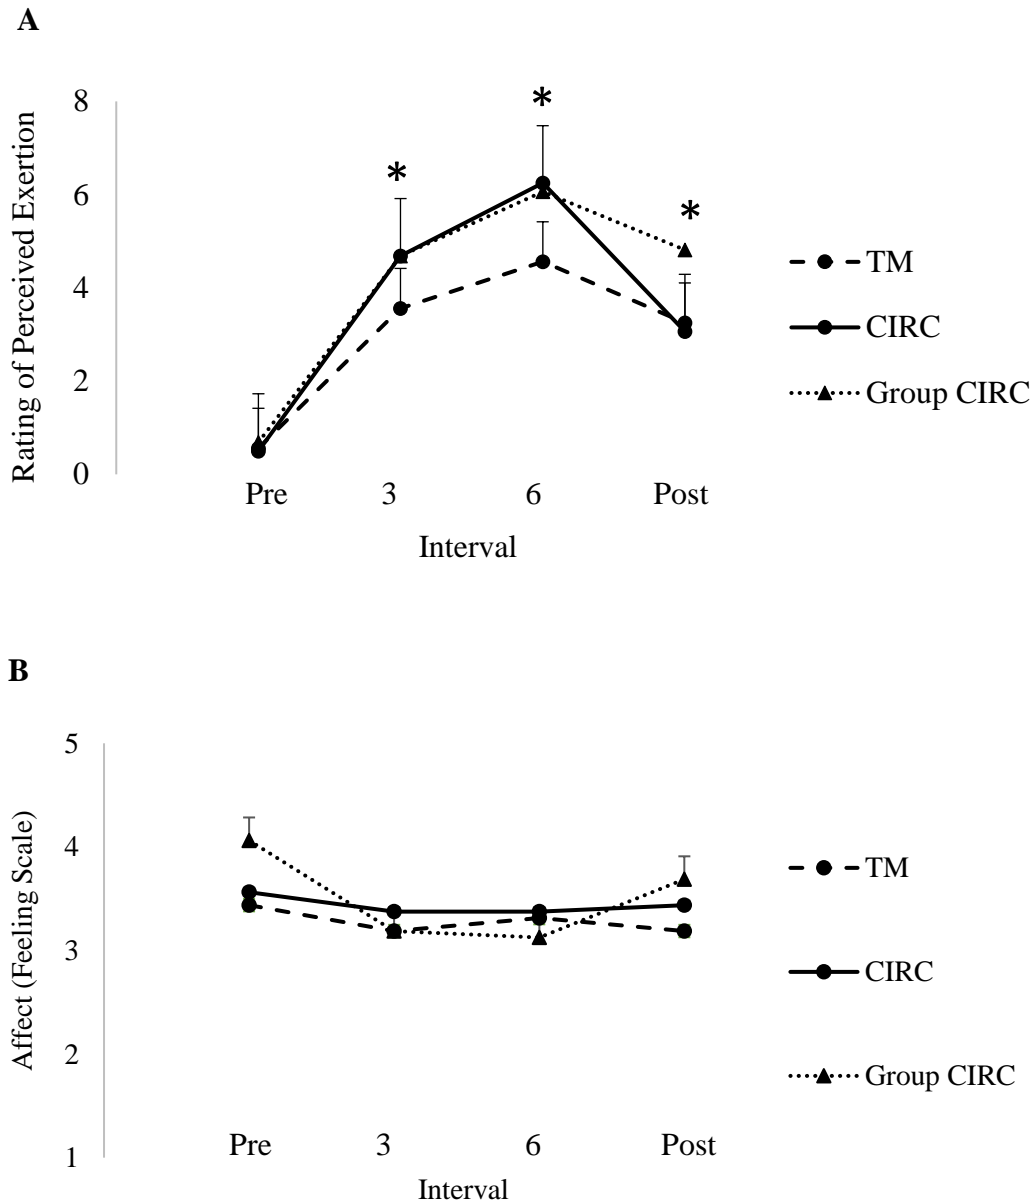 A
8
6
4
2
0
Rating of Perceived Exertion
*
*
*
Pre 3 6 Post
Interval
TM
CIRC
Group CIRC
B
5
4
3
2
1
Affect (Feeling Scale)
Pre 3 6 Post
Interval
TM
CIRC
Group CIRC